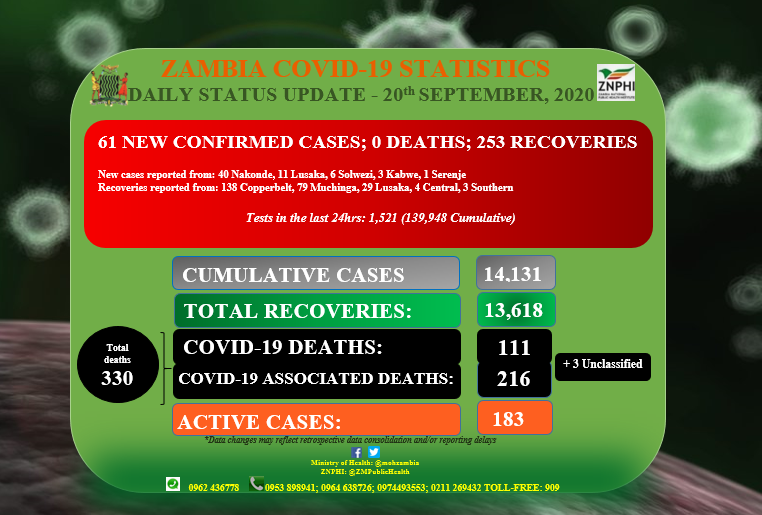 ZAMBIA COVID-19 STATISTICS
DAILY STATUS UPDATE - 20th SEPTEMBER, 2020
ZNPHI
61 NEW CONFIRMED CASES; 0 DEATHS; 253 RECOVERIES
New cases reported from: 40 Nakonde, 11 Lusaka, 6 Solwezi, 3 Kabwe, 1 Serenje
Recoveries reported from: 138 Copperbelt, 79 Muchinga, 29 Lusaka, 4 Central, 3 Southern
Tests in the last 24hrs: 1,521 (139,948 Cumulative)
CUMULATIVE CASES 14,131
TOTAL RECOVERIES: 13,618
Total
deaths
330
COVID-19 DEATHS: 111
COVID-19 ASSOCIATED DEATHS: 216
+ 3 Unclassified
ACTIVE CASES: 183
*Data changes may reflect retrospective data consolidation and/or reporting delays
Ministry of Health: @mohzambia
ZNPHI: @ZMPublicHealth
0962 436778 0953 898941; 0964 638726; 0974493553; 0211 269432 TOLL-FREE: 909